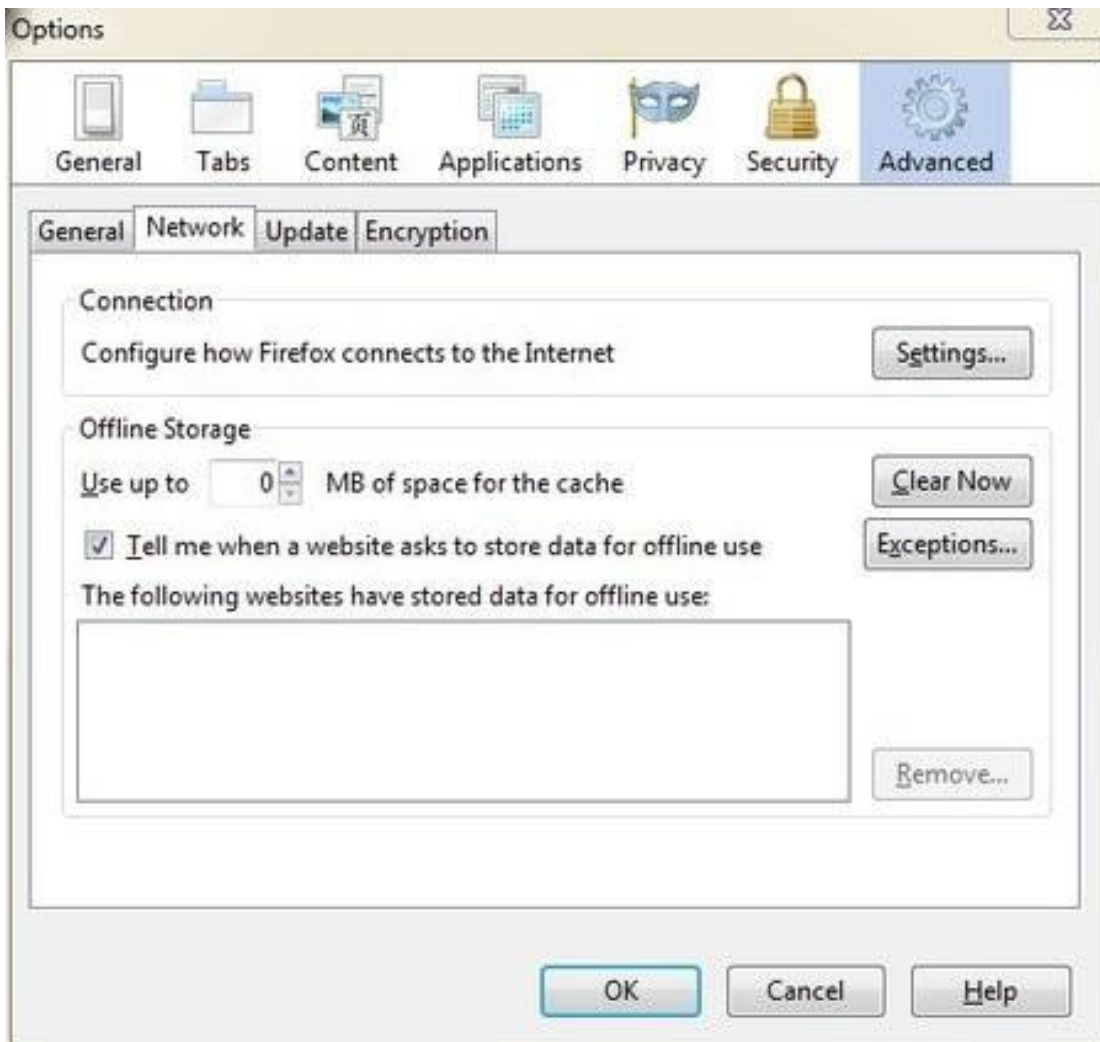 Options
General Tabs Content Applications Privacy Security Advanced
General Network Update Encryption
Connection
Configure how Firefox connects to the Internet Settings...
Offline Storage
Use up to 0 MB of space for the cache Clear Now
Tell me when a website asks to store data for offline use Exceptions...
The following websites have stored data for offline use:
Remove...
OK Cancel Help
页